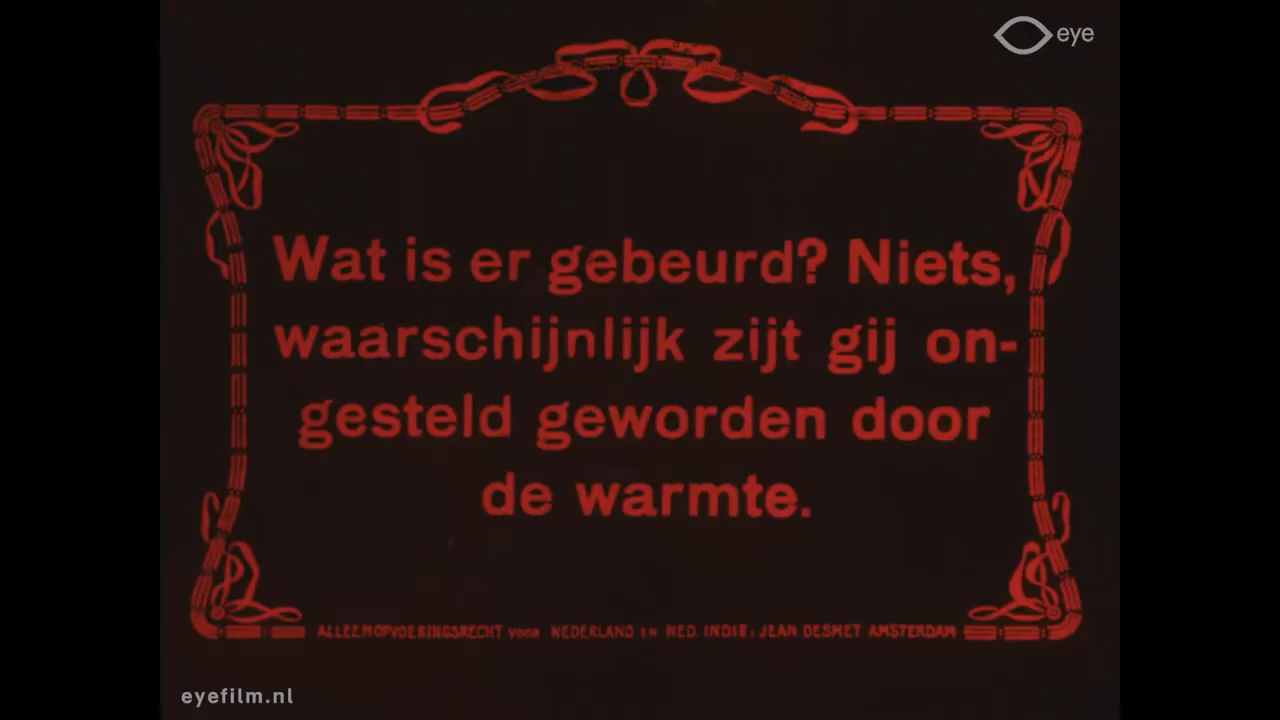 eye
Wat is er gebeurd? Niets,
waarschijnlijk zijt gij on-
gesteld geworden door
de warmte.
ALLEENOPVOERINGSRECHT voor NEDERLAND EN NED. INDIE: JEAN DESMET AMSTERDAM
eyefilm.nl